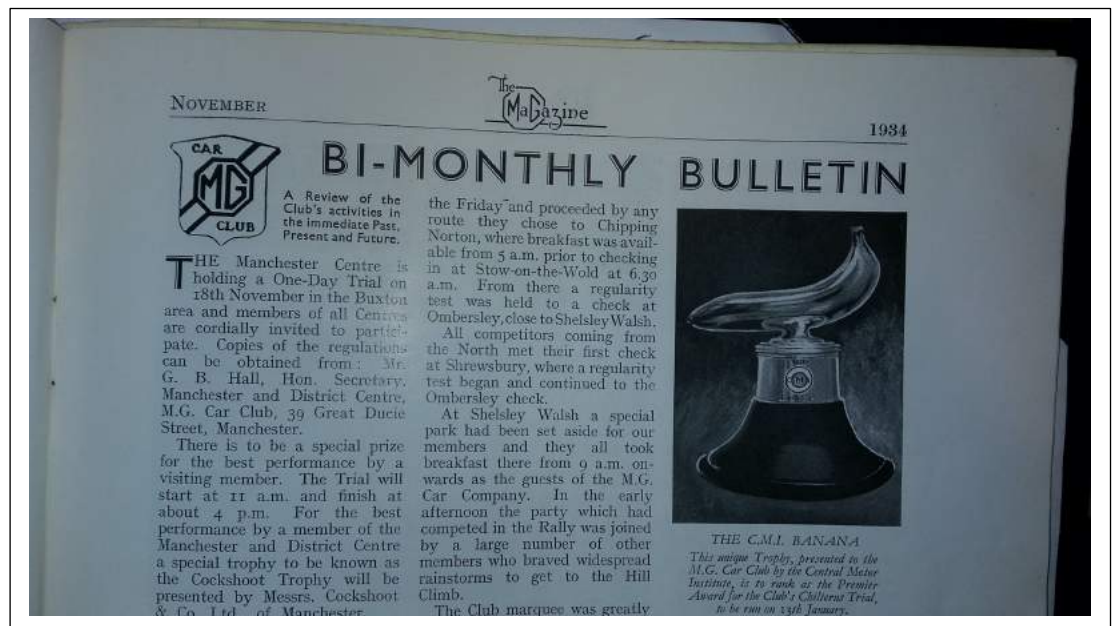 NOVEMBER
The MaGazine
1934
CAR
MG
CLUB
BI-MONTHLY BULLETIN
A Review of the
Club's activities in
the immediate Past,
Present and Future.
THE Manchester Centre is
holding a One-Day Trial on
18th November in the Buxton
area and members of all Centres
are cordially invited to partici-
pate. Copies of the regulations
can be obtained from: Mr.
G. B. Hall, Hon. Secretary,
Manchester and District Centre,
M.G. Car Club, 39 Great Ducie
Street, Manchester.
There is to be a special prize
for the best performance by a
visiting member. The Trial will
start at 11 a.m. and finish at
about 4 p.m. For the best
performance by a member of the
Manchester and District Centre
a special trophy to be known as
the Cockshoot Trophy will be
presented by Messrs. Cockshoot
& Co. Ltd. of Manchester
the Friday and proceeded by any
route they chose to Chipping
Norton, where breakfast was avail-
able from 5 a.m. prior to checking
in at Stow-on-the-Wold at 6.30
a.m. From there a regularity
test was held to a check at
Ombersley, close to Shelsley Walsh.
All competitors coming from
the North met their first check
at Shrewsbury, where a regularity
test began and continued to the
Ombersley check.
At Shelsley Walsh a special
park had been set aside for our
members and they all took
breakfast there from 9 a.m. on-
wards as the guests of the M.G.
Car Company. In the early
afternoon the party which had
competed in the Rally was joined
by a large number of other
members who braved widespread
rainstorms to get to the Hill
Climb.
The Club marquee was greatly
MG
THE C.M.I. BANANA
This unique Trophy, presented to the
M.G. Car Club by the Central Motor
Institute, is to rank as the Premier
Award for the Club's Chilterns Trial,
to be run on 13th January.